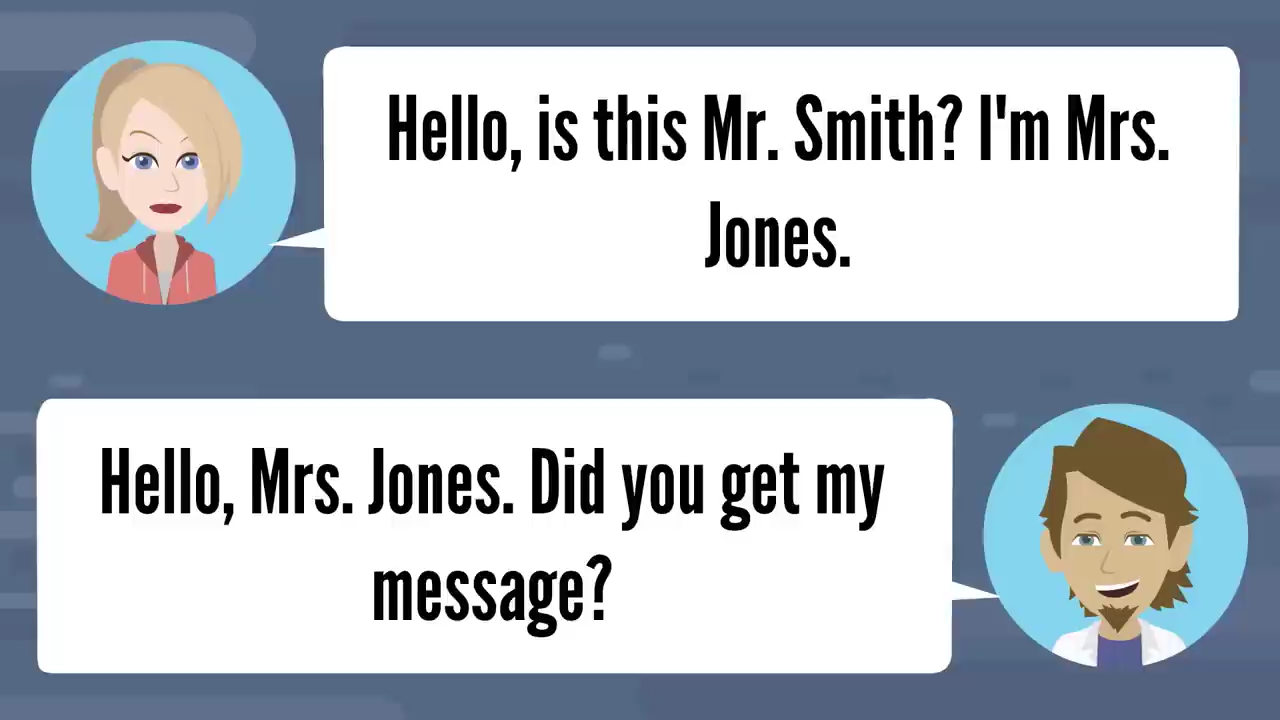 Hello, is this Mr. Smith? I'm Mrs.
Jones.
Hello, Mrs. Jones. Did you get my
message?